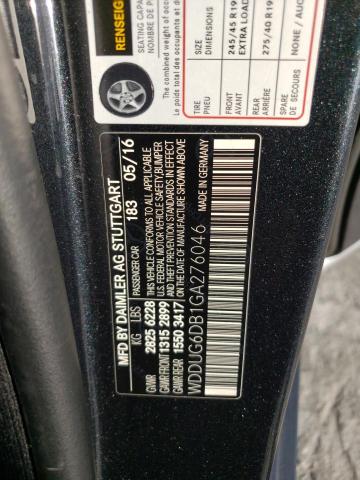 RENSEIG
SEATING CAPA
NOMBRE DE P
The combined weight of occupants a
Le poids total des occupants et du
SIZE
DIMENSIONS
245/45 R19
EXTRA LOAD
275/40 R19
NONE / AUC
TIRE
PNEU
FRONT
AVANT
REAR
ARRIÈRE
SPARE
DE SECOURS
MFD BY DAIMLER AG STUTTGART
PASSENGER CAR 183 05/16
KG LBS
GVWR 2825 6228
GAWR FRONT 1315 2899
GAWR REAR 1550 3417
THIS VEHICLE CONFORMS TO ALL APPLICABLE
U.S. FEDERAL MOTOR VEHICLE SAFETY,BUMPER
AND THEFT PREVENTION STANDARDS IN EFFECT
ON THE DATE OF MANUFACTURE SHOWN ABOVE
WDDUG6DB1GA276046 MADE IN GERMANY